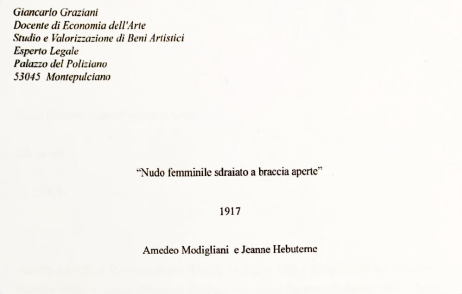 Giancarlo Graziani
Docente di Economia dell'Arte
Studio e Valorizzazione di Beni Artistici
Esperto Legale
Palazzo del Poliziano
53045 Montepulciano
"Nudo femminile sdraiato a braccia aperte"
1917
Amedeo Modigliani e Jeanne Hebuterne